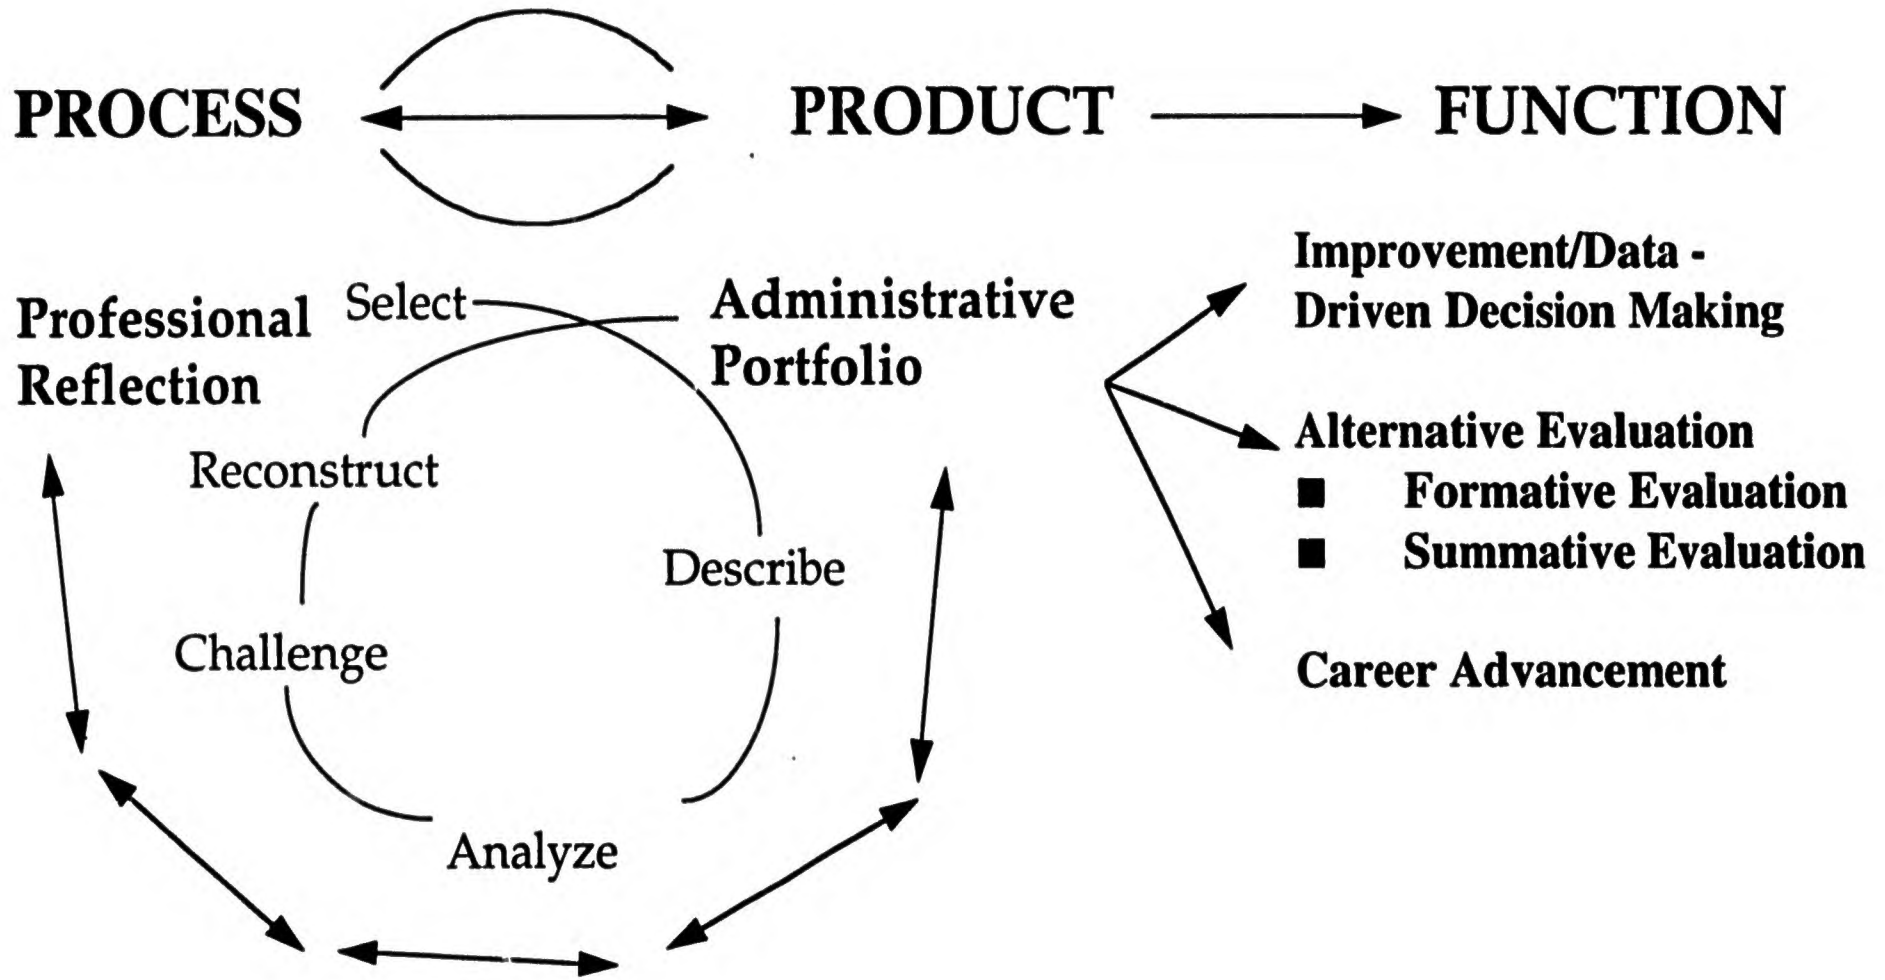 PROCESS PRODUCT FUNCTION
Professional
Reflection
Select
Reconstruct
Challenge
Analyze
Describe
Administrative
Portfolio
Improvement/Data -
Driven Decision Making
Alternative Evaluation
■ Formative Evaluation
■ Summative Evaluation
Career Advancement